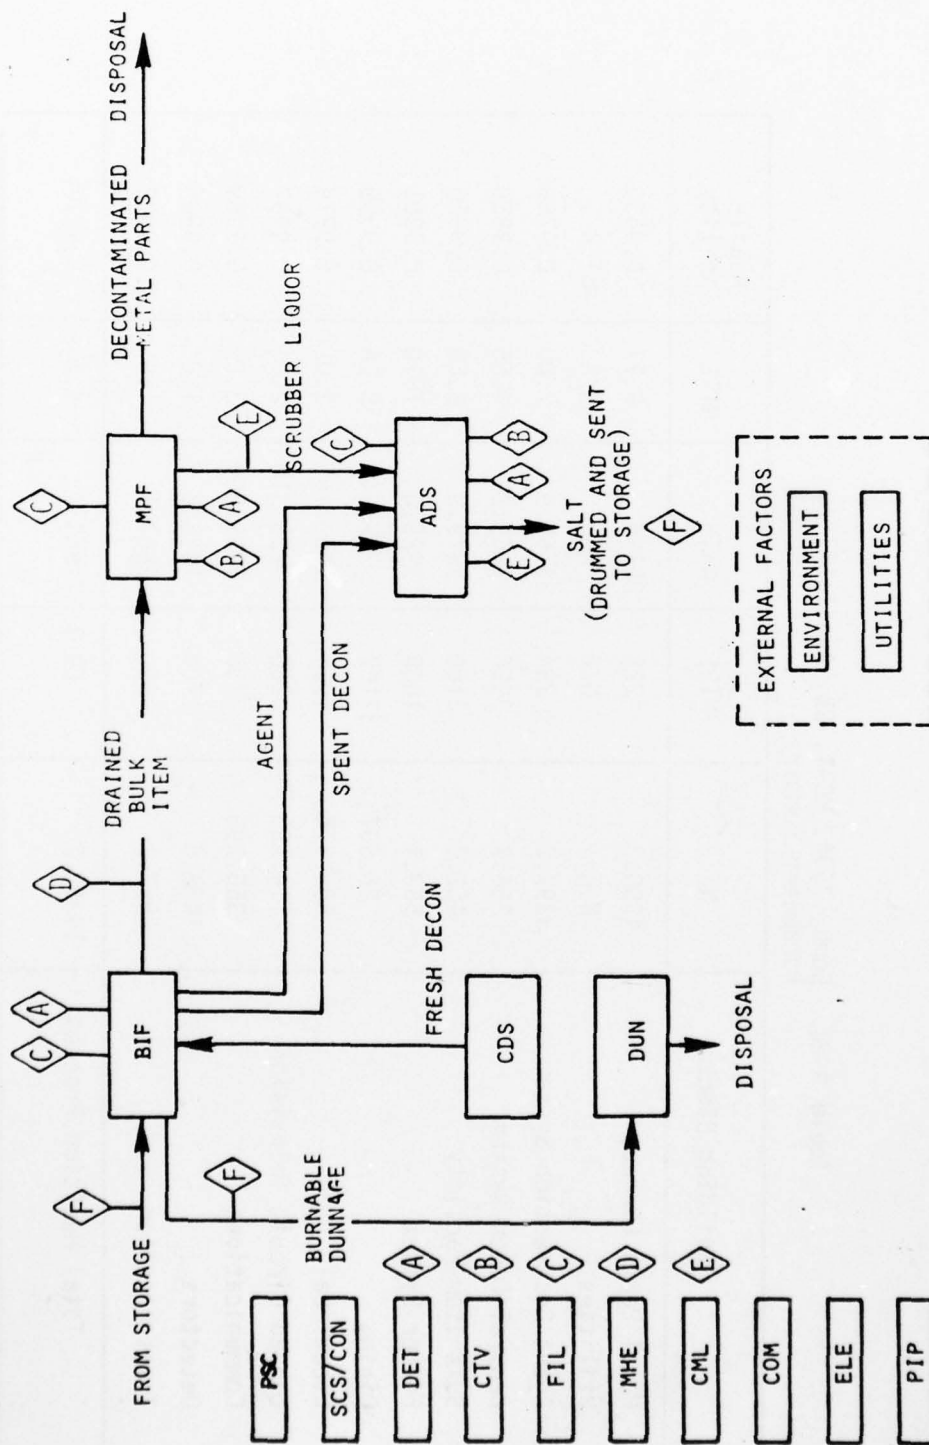 FROM STORAGE
F
C
A
BIF
D
DRAINED
BULK
ITEM
C
MPF
B
A
DECONTAMINATED
METAL PARTS
DISPOSAL
F
BURNABLE
DUNNAGE
FRESH DECON
AGENT
SPENT DECON
E
SCRUBBER LIQUOR
CDS
C
ADS
E
A
B
SALT
(DRUMMED AND SENT
TO STORAGE)
F
DUN
DISPOSAL
PSC
SCS/CON
DET
A
CTV
B
FIL
C
MHE
D
CML
E
COM
ELE
PIP
EXTERNAL FACTORS
ENVIRONMENT
UTILITIES